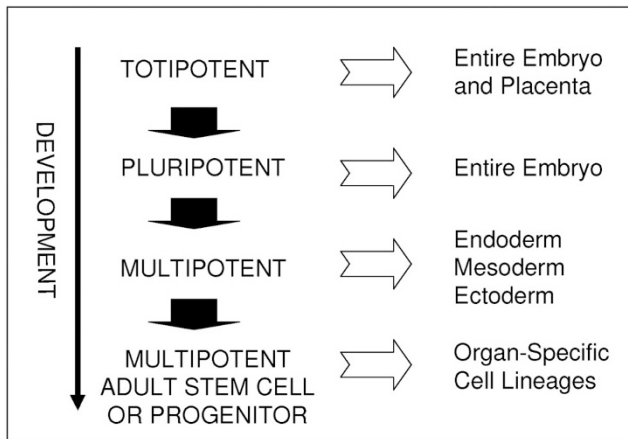 DEVELOPMENT
TOTIPOTENT
Entire Embryo
and Placenta
PLURIPOTENT
Entire Embryo
MULTIPOTENT
Endoderm
Mesoderm
Ectoderm
MULTIPOTENT
ADULT STEM CELL
OR PROGENITOR
Organ-Specific
Cell Lineages